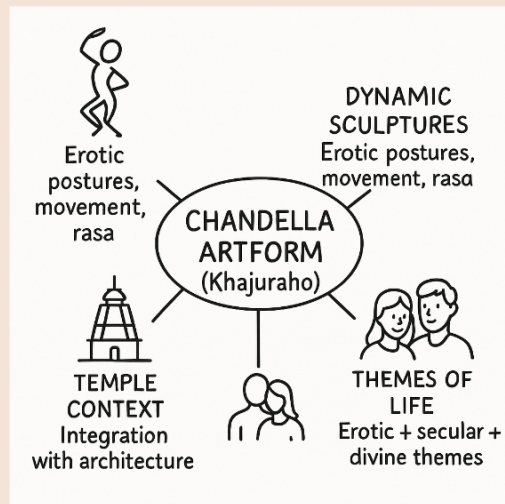 Erotic
postures,
movement,
rasa
DYNAMIC
SCULPTURES
Erotic postures,
movement, rasa
CHANDELLA
ARTFORM
(Khajuraho)
TEMPLE
CONTEXT
Integration
with architecture
THEMES OF
LIFE
Erotic + secular +
divine themes